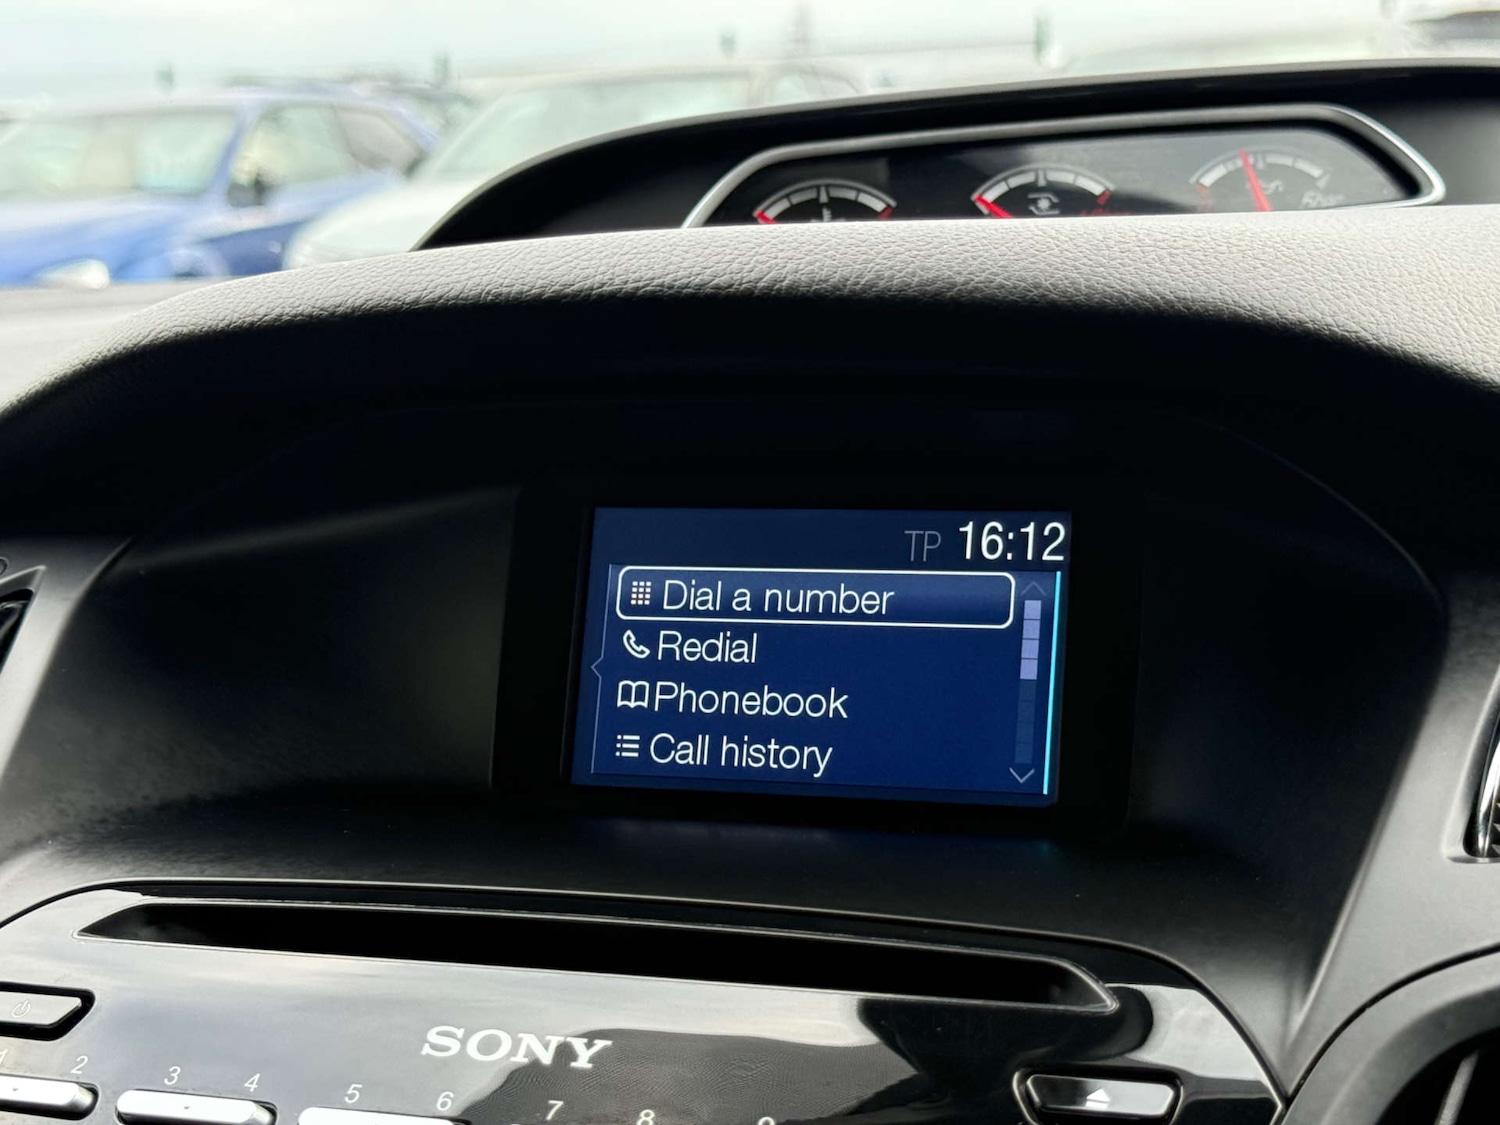 TP 16:12
Dial a number
Redial
Phonebook
Call history
SONY
2
3 4
5 6
7 8